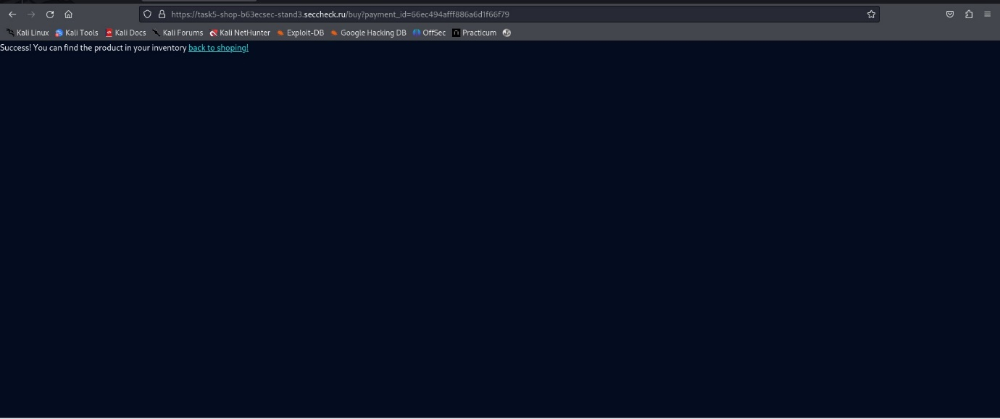 https://task5-shop-b63ecsec-stand3.seccheck.ru/buy?payment_id=66ec494afff886a6d1f66f79
Kali Linux Kali Tools Kali Docs Kali Forums Kali NetHunter Exploit-DB Google Hacking DB OffSec Practicum
Success! You can find the product in your inventory back to shoping!